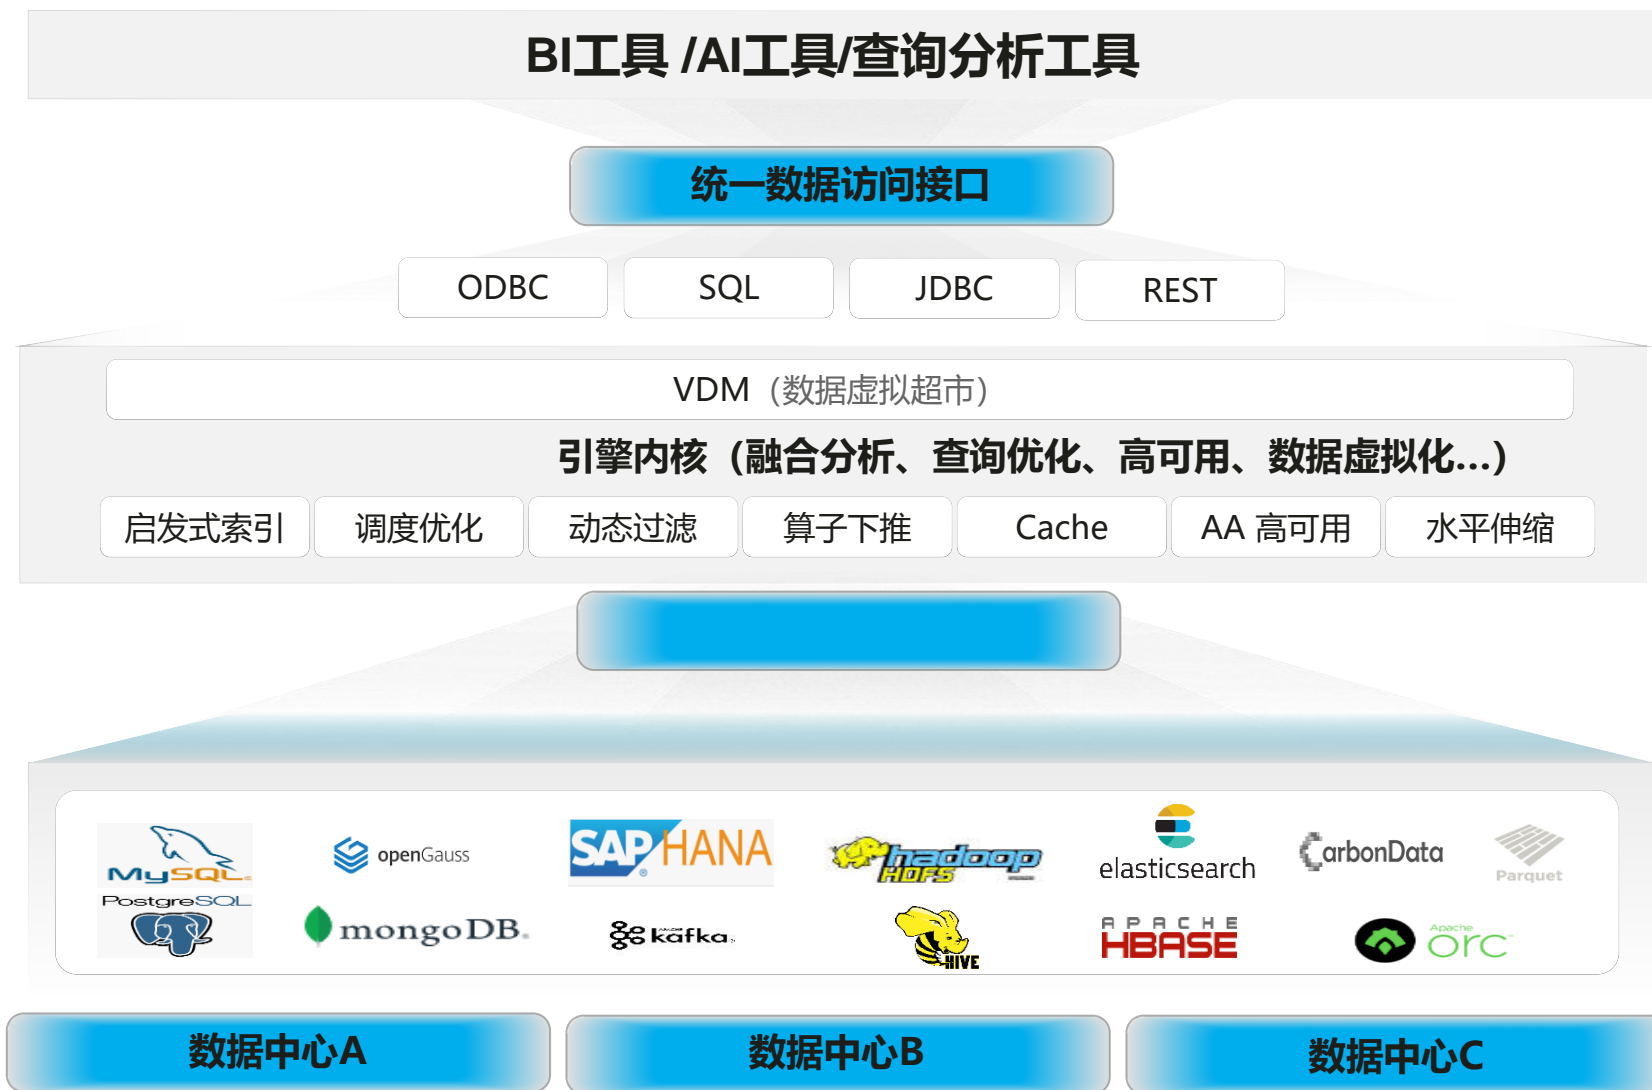 BI工具 /AI工具/查询分析工具
统一数据访问接口
ODBC SQL JDBC REST
VDM（数据虚拟超市）
引擎内核（融合分析、查询优化、高可用、数据虚拟化...）
启发式索引 调度优化 动态过滤 算子下推 Cache AA 高可用 水平伸缩
MySQL openGauss SAP HANA hadoop HDFS elasticsearch CarbonData Parquet
PostgreSQL mongoDB kafka HIVE APACHE HBASE Apache orc
数据中心A 数据中心B 数据中心C